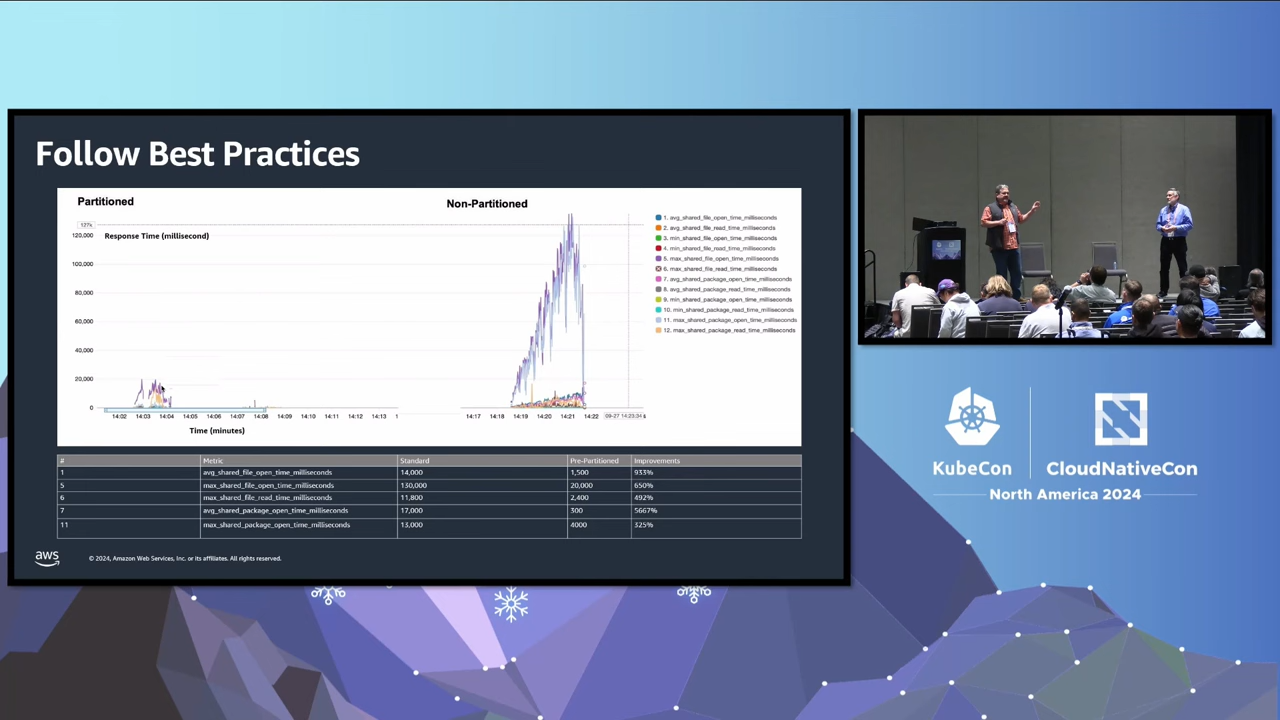 Follow Best Practices
Partitioned
Non-Partitioned
127k
Response Time (millisecond)
120,000
100,000
80,000
60,000
40,000
20,000
0
14:02 14:03 14:04 14:05 14:06 14:07 14:08 14:09 14:10 14:11 14:12 14:13 1
14:17 14:18 14:19 14:20 14:21 14:22 09-27 14:23:34 s
Time (minutes)
1. avg_shared_file_open_time_milliseconds
2. avg_shared_file_read_time_milliseconds
3. min_shared_file_open_time_milliseconds
4. min_shared_file_read_time_milliseconds
5. max_shared_file_open_time_milliseconds
6. max_shared_file_read_time_milliseconds
7. avg_shared_package_open_time_milliseconds
8. avg_shared_package_read_time_milliseconds
9. min_shared_package_open_time_milliseconds
10. min_shared_package_read_time_milliseconds
11. max_shared_package_open_time_milliseconds
12. max_shared_package_read_time_milliseconds
# Metric Standard Pre-Partitioned Improvements
1 avg_shared_file_open_time_milliseconds 14,000 1,500 933%
5 max_shared_file_open_time_milliseconds 130,000 20,000 650%
6 max_shared_file_read_time_milliseconds 11,800 2,400 492%
7 avg_shared_package_open_time_milliseconds 17,000 300 5667%
11 max_shared_package_open_time_milliseconds 13,000 4000 325%
aws
© 2024, Amazon Web Services, Inc. or its affiliates. All rights reserved.
KubeCon
CloudNativeCon
North America 2024